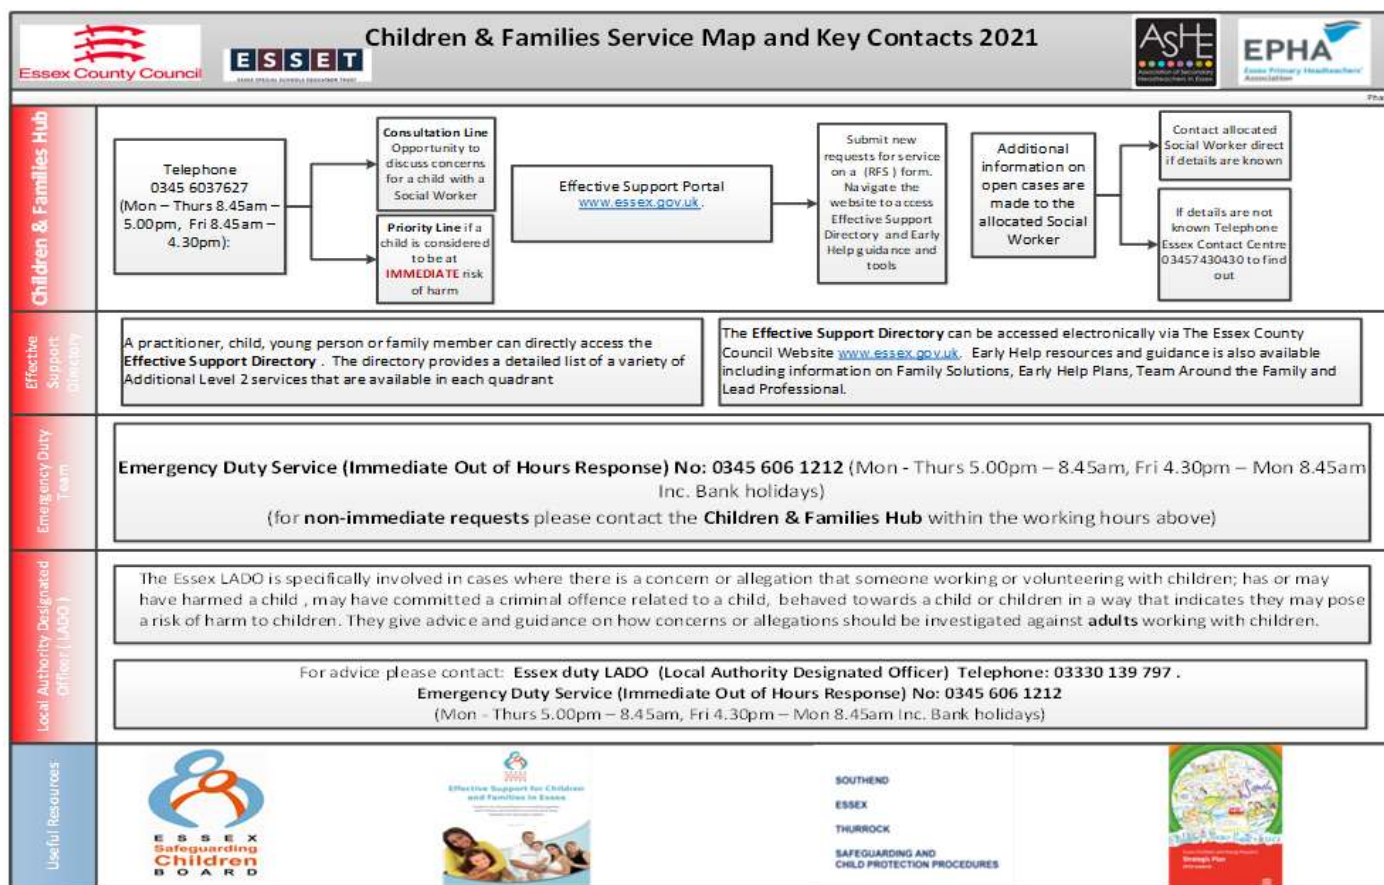 Children & Families Service Map and Key Contacts 2021
Essex County Council
ESSET
ESSEX SPECIAL SCHOOLS EDUCATION TRUST
ASHE
Association of Secondary
Headteachers in Essex
EPHA
Essex Primary Headteachers'
Association
Children & Families Hub
Telephone
0345 6037627
(Mon – Thurs 8.45am –
5.00pm, Fri 8.45am –
4.30pm):
Consultation Line
Opportunity to
discuss concerns
for a child with a
Social Worker
Priority Line if a
child is considered
to be at
IMMEDIATE risk
of harm
Effective Support Portal
www.essex.gov.uk .
Submit new
requests for service
on a (RFS ) form.
Navigate the
website to access
Effective Support
Directory and Early
Help guidance and
tools
Additional
information on
open cases are
made to the
allocated Social
Worker
Contact allocated
Social Worker direct
if details are known
If details are not
known Telephone
Essex Contact Centre
03457430430 to find
out
Effective
Support
Directory
A practitioner, child, young person or family member can directly access the
Effective Support Directory . The directory provides a detailed list of a variety of
Additional Level 2 services that are available in each quadrant
The Effective Support Directory can be accessed electronically via The Essex County
Council Website www.essex.gov.uk. Early Help resources and guidance is also available
including information on Family Solutions, Early Help Plans, Team Around the Family and
Lead Professional.
Emergency Duty
Team
Emergency Duty Service (Immediate Out of Hours Response) No: 0345 606 1212 (Mon - Thurs 5.00pm – 8.45am, Fri 4.30pm – Mon 8.45am
Inc. Bank holidays)
(for non-immediate requests please contact the Children & Families Hub within the working hours above)
Local Authority Designated
Officer ( LADO )
The Essex LADO is specifically involved in cases where there is a concern or allegation that someone working or volunteering with children; has or may
have harmed a child , may have committed a criminal offence related to a child, behaved towards a child or children in a way that indicates they may pose
a risk of harm to children. They give advice and guidance on how concerns or allegations should be investigated against adults working with children.
For advice please contact: Essex duty LADO (Local Authority Designated Officer) Telephone: 03330 139 797 .
Emergency Duty Service (Immediate Out of Hours Response) No: 0345 606 1212
(Mon - Thurs 5.00pm – 8.45am, Fri 4.30pm – Mon 8.45am Inc. Bank holidays)
Useful Resources
ESSEX
Safeguarding
Children
BOARD
Effective Support for Children
and Families in Essex
SOUTHEND
ESSEX
THURROCK
SAFEGUARDING AND
CHILD PROTECTION PROCEDURES
Strategic Plan